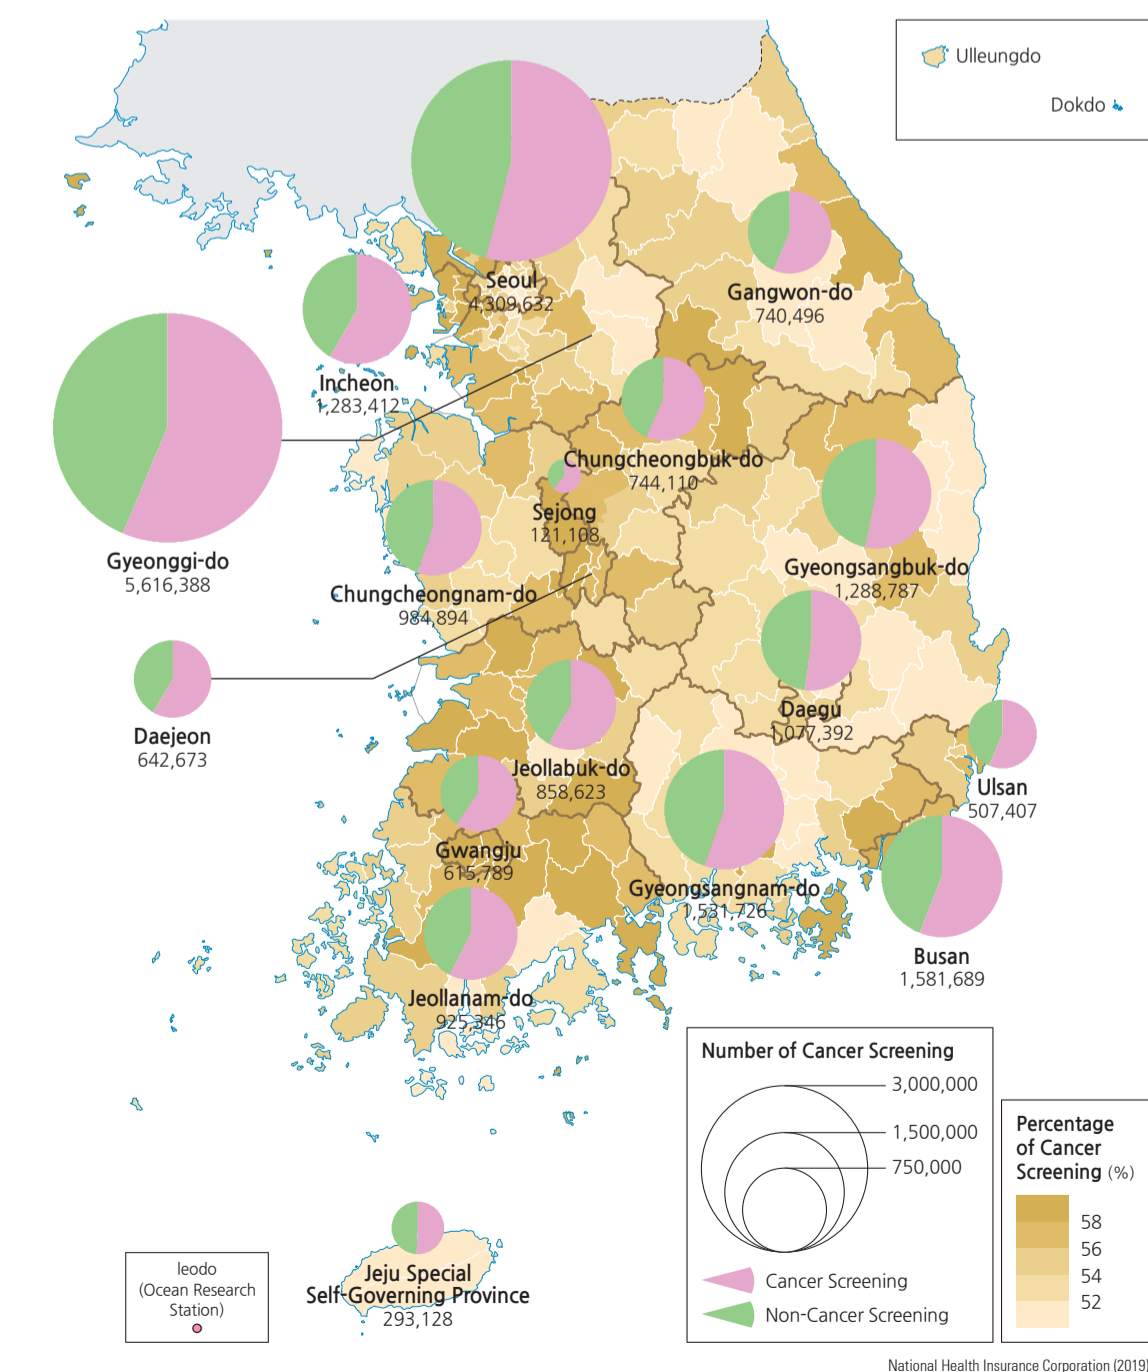 Ulleungdo
Dokdo
Seoul
4,309,632
Gangwon-do
740,496
Incheon
1,283,412
Chungcheongbuk-do
744,110
Sejong
121,108
Gyeonggi-do
5,616,388
Gyeongsangbuk-do
1,288,787
Chungcheongnam-do
984,894
Daegu
1,077,392
Daejeon
642,673
Jeollabuk-do
858,623
Ulsan
507,407
Gwangju
615,789
Gyeongsangnam-do
1,531,726
Busan
1,581,689
Jeollanam-do
925,346
Number of Cancer Screening
3,000,000
1,500,000
750,000
Cancer Screening
Non-Cancer Screening
Percentage
of Cancer
Screening (%)
58
56
54
52
Jeju Special
Self-Governing Province
293,128
Ieodo
(Ocean Research
Station)
National Health Insurance Corporation (2019)